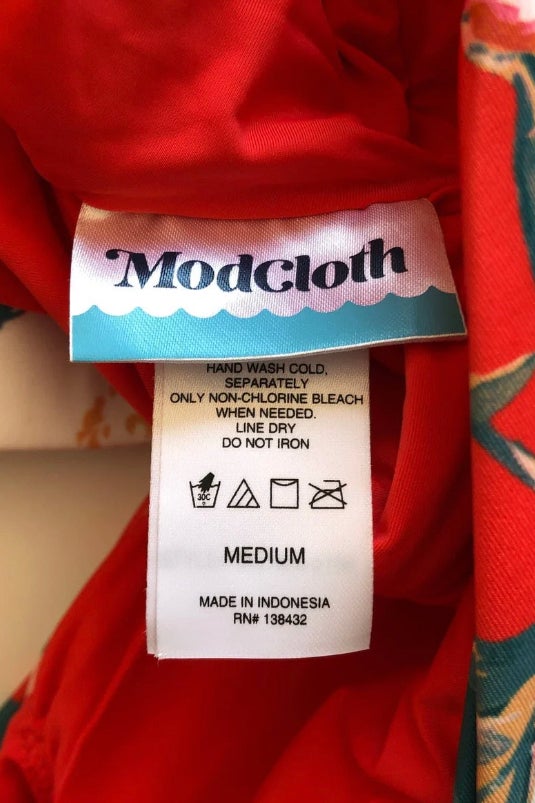 ModCloth
HAND WASH COLD,
SEPARATELY
ONLY NON-CHLORINE BLEACH
WHEN NEEDED.
LINE DRY
DO NOT IRON
30C
MEDIUM
MADE IN INDONESIA
RN# 138432